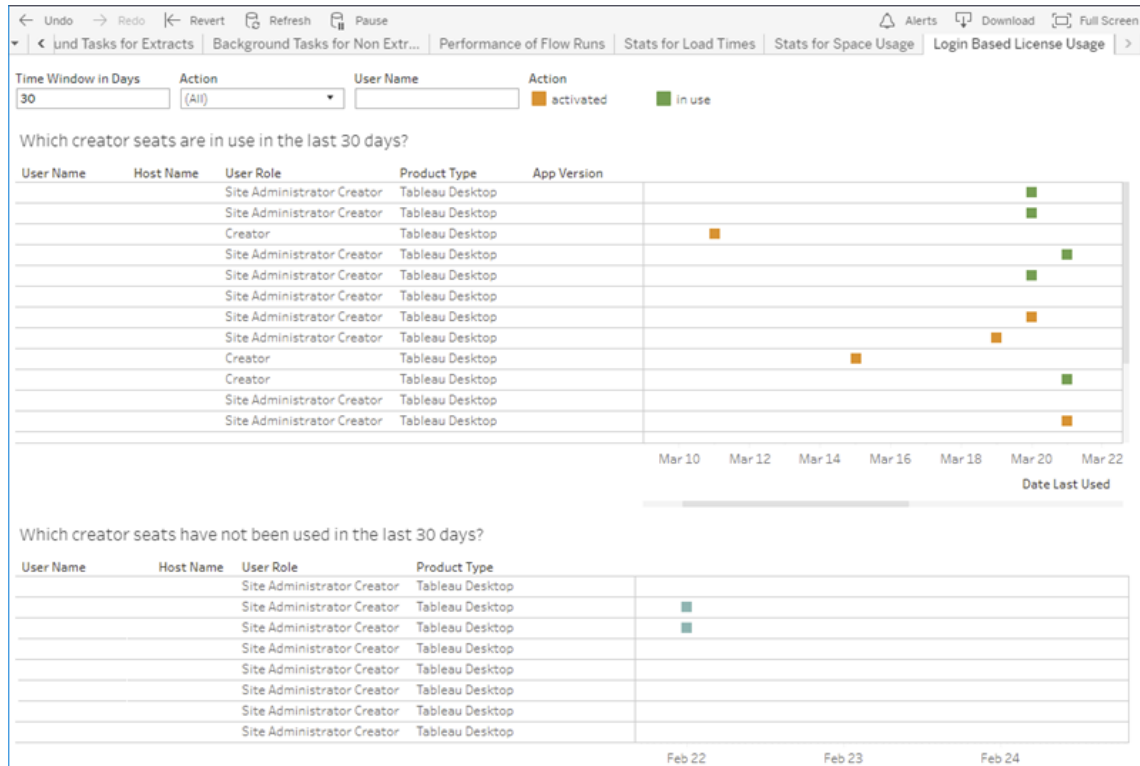 Undo Redo Revert Refresh Pause Alerts Download Full Screen
und Tasks for Extracts Background Tasks for Non Extr... Performance of Flow Runs Stats for Load Times Stats for Space Usage Login Based License Usage
Time Window in Days Action User Name Action
30 (All) activated in use
Which creator seats are in use in the last 30 days?
User Name Host Name User Role Product Type App Version
Site Administrator Creator Tableau Desktop
Site Administrator Creator Tableau Desktop
Creator Tableau Desktop
Site Administrator Creator Tableau Desktop
Site Administrator Creator Tableau Desktop
Site Administrator Creator Tableau Desktop
Site Administrator Creator Tableau Desktop
Site Administrator Creator Tableau Desktop
Creator Tableau Desktop
Creator Tableau Desktop
Site Administrator Creator Tableau Desktop
Site Administrator Creator Tableau Desktop
Mar 10 Mar 12 Mar 14 Mar 16 Mar 18 Mar 20 Mar 22
Date Last Used
Which creator seats have not been used in the last 30 days?
User Name Host Name User Role Product Type
Site Administrator Creator Tableau Desktop
Site Administrator Creator Tableau Desktop
Site Administrator Creator Tableau Desktop
Site Administrator Creator Tableau Desktop
Site Administrator Creator Tableau Desktop
Site Administrator Creator Tableau Desktop
Site Administrator Creator Tableau Desktop
Site Administrator Creator Tableau Desktop
Feb 22 Feb 23 Feb 24